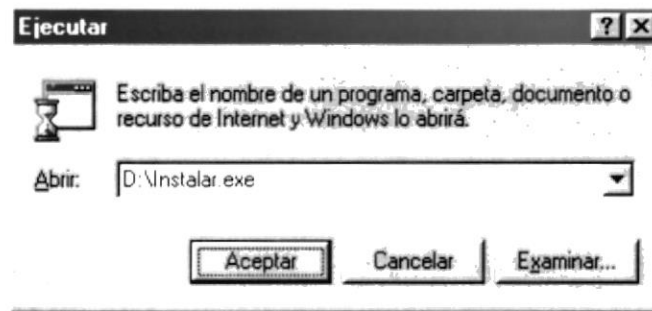 Ejecutar
Escriba el nombre de un programa, carpeta, documento o
recurso de Internet y Windows lo abrirá.
Abrir: D:\Instalar.exe
Aceptar Cancelar Examinar...